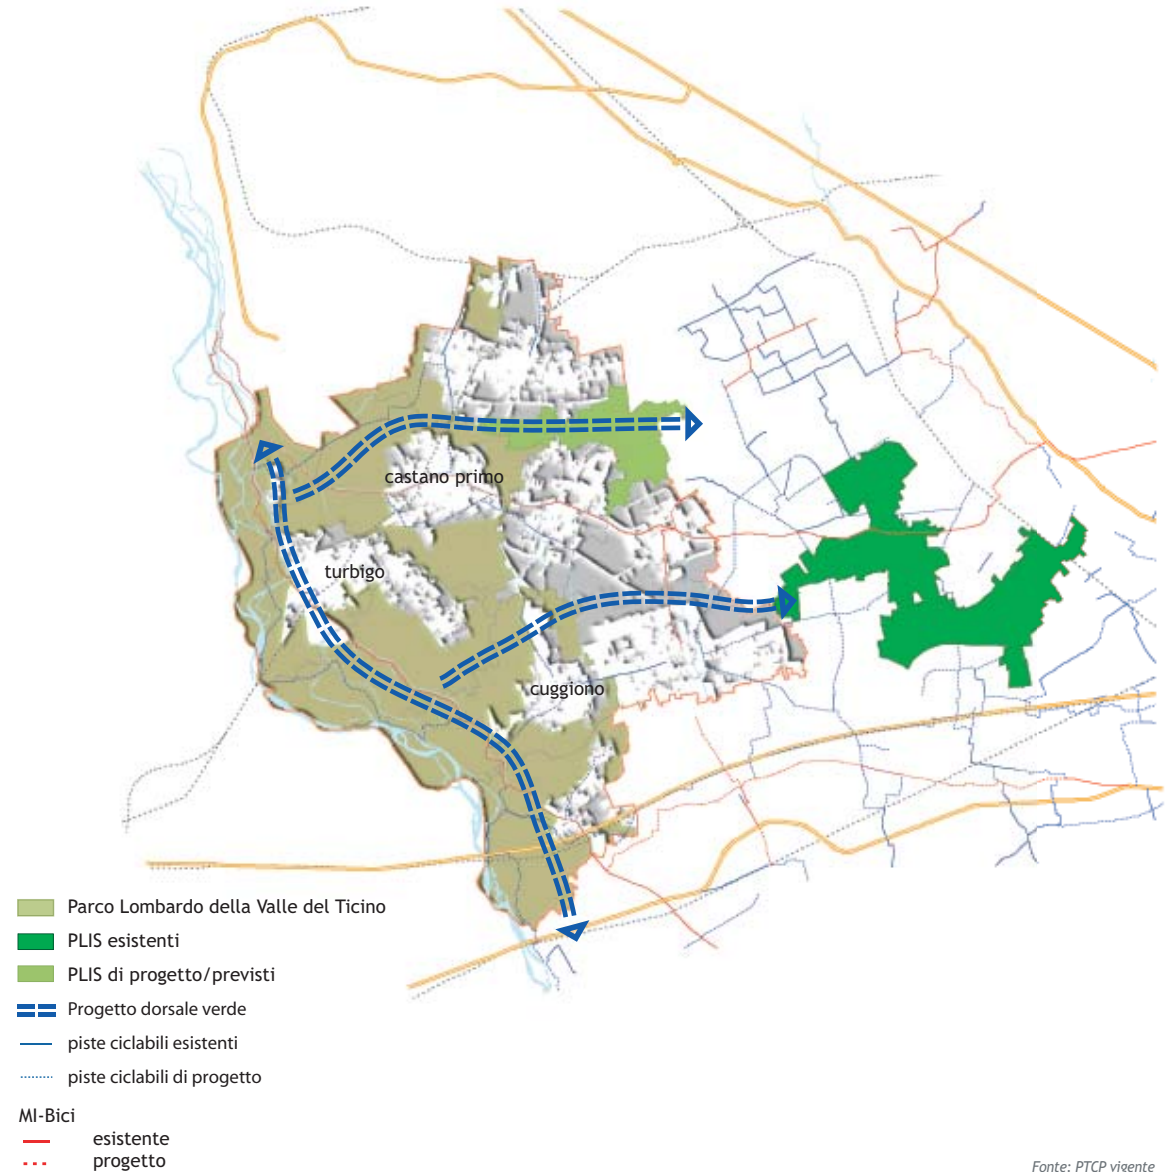 castano primo
turbigo
cuggiono
Parco Lombardo della Valle del Ticino
PLIS esistenti
PLIS di progetto/previsti
Progetto dorsale verde
piste ciclabili esistenti
piste ciclabili di progetto
MI-Bici
esistente
progetto
Fonte: PTCP vigente